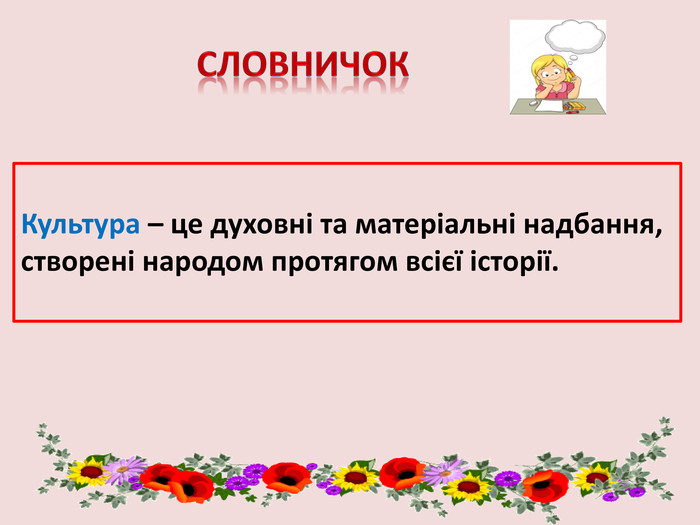 СЛОВНИЧОК
Культура – це духовні та матеріальні надбання,
створені народом протягом всієї історії.